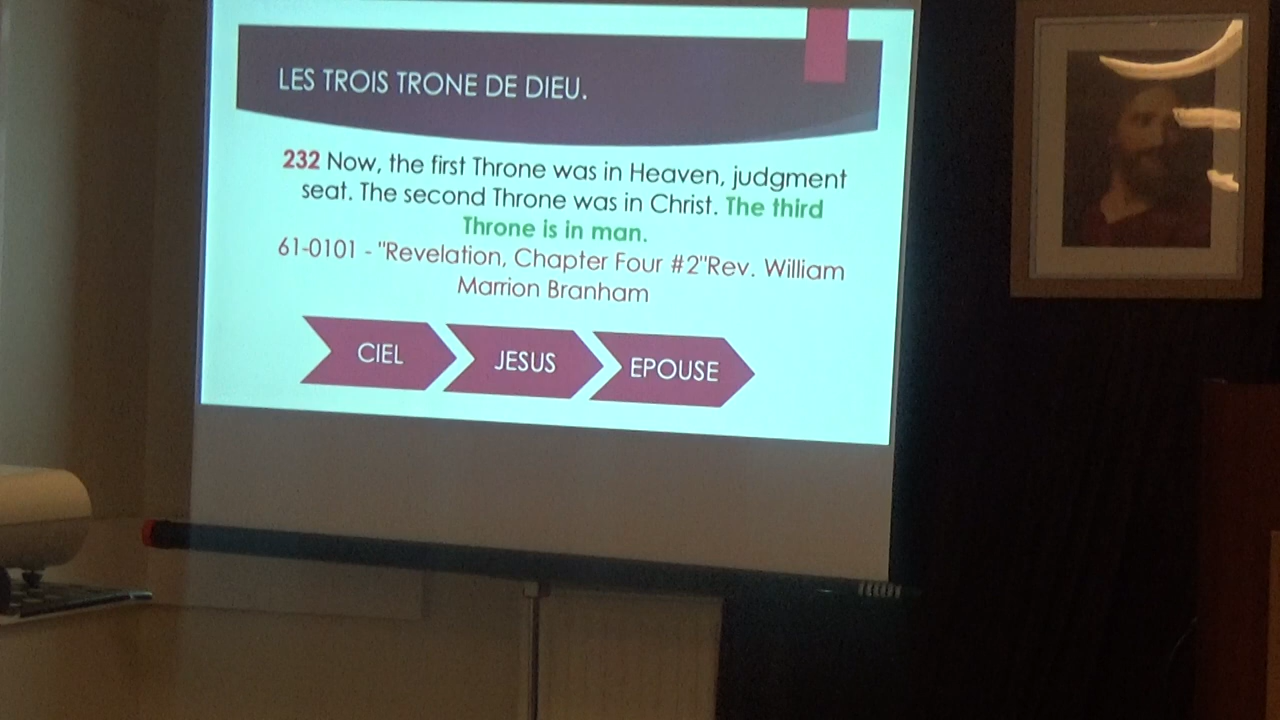 LES TROIS TRONE DE DIEU.
232 Now, the first Throne was in Heaven, judgment
seat. The second Throne was in Christ. The third
Throne is in man.
61-0101 - "Revelation, Chapter Four #2"Rev. William
Marrion Branham
CIEL
JESUS
EPOUSE